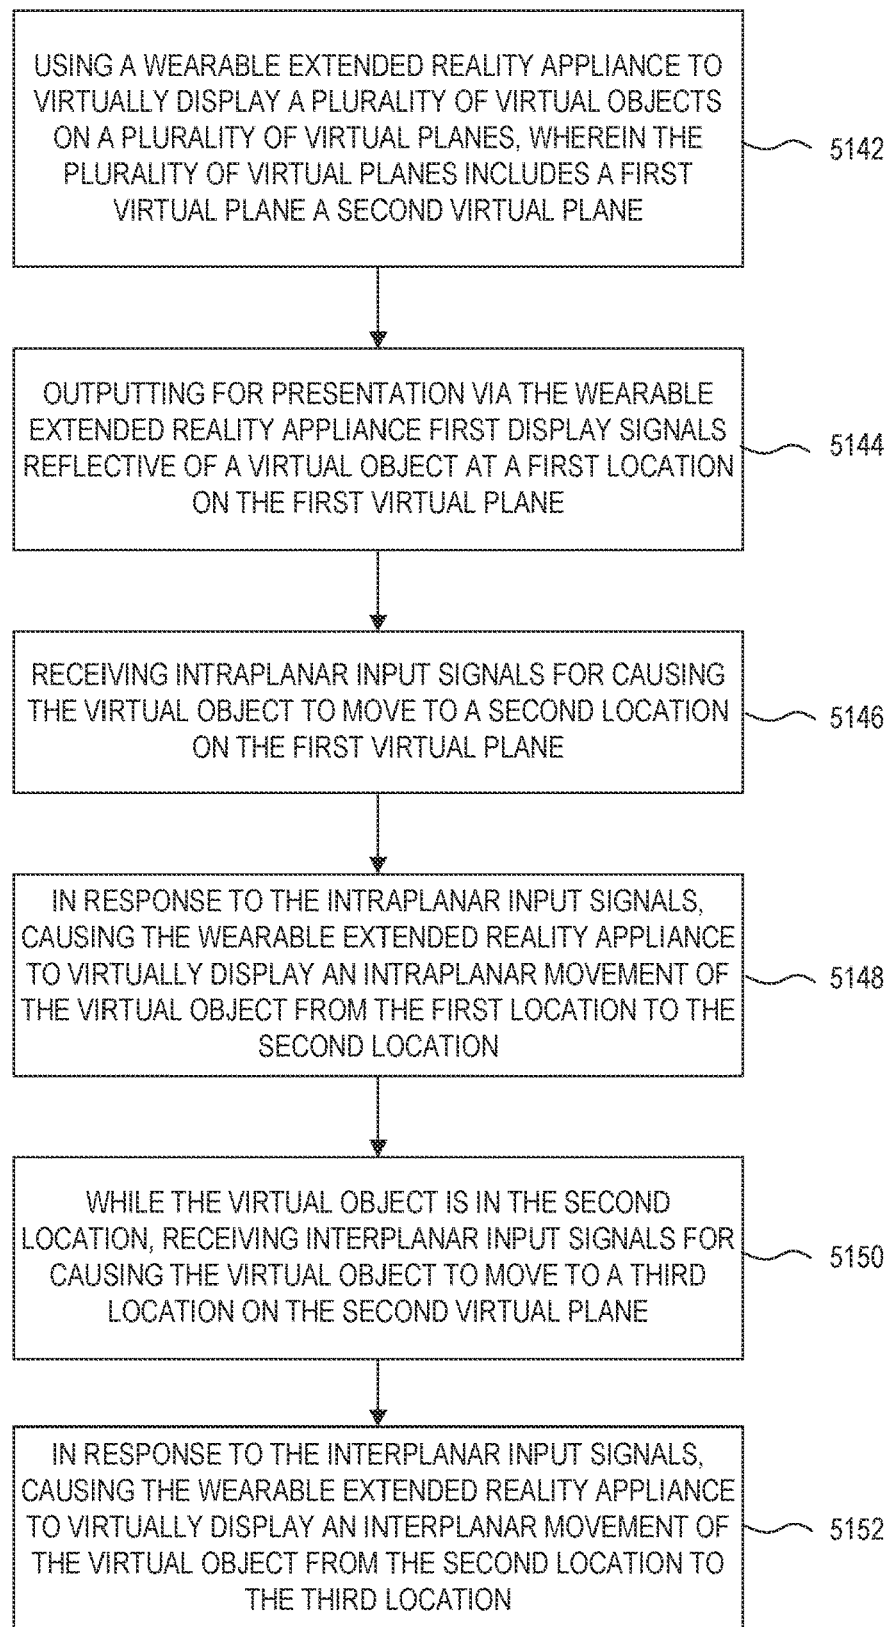 USING A WEARABLE EXTENDED REALITY APPLIANCE TO
VIRTUALLY DISPLAY A PLURALITY OF VIRTUAL OBJECTS
ON A PLURALITY OF VIRTUAL PLANES, WHEREIN THE
PLURALITY OF VIRTUAL PLANES INCLUDES A FIRST
VIRTUAL PLANE A SECOND VIRTUAL PLANE
5142
OUTPUTTING FOR PRESENTATION VIA THE WEARABLE
EXTENDED REALITY APPLIANCE FIRST DISPLAY SIGNALS
REFLECTIVE OF A VIRTUAL OBJECT AT A FIRST LOCATION
ON THE FIRST VIRTUAL PLANE
5144
RECEIVING INTRAPLANAR INPUT SIGNALS FOR CAUSING
THE VIRTUAL OBJECT TO MOVE TO A SECOND LOCATION
ON THE FIRST VIRTUAL PLANE
5146
IN RESPONSE TO THE INTRAPLANAR INPUT SIGNALS,
CAUSING THE WEARABLE EXTENDED REALITY APPLIANCE
TO VIRTUALLY DISPLAY AN INTRAPLANAR MOVEMENT OF
THE VIRTUAL OBJECT FROM THE FIRST LOCATION TO THE
SECOND LOCATION
5148
WHILE THE VIRTUAL OBJECT IS IN THE SECOND
LOCATION, RECEIVING INTERPLANAR INPUT SIGNALS FOR
CAUSING THE VIRTUAL OBJECT TO MOVE TO A THIRD
LOCATION ON THE SECOND VIRTUAL PLANE
5150
IN RESPONSE TO THE INTERPLANAR INPUT SIGNALS,
CAUSING THE WEARABLE EXTENDED REALITY APPLIANCE
TO VIRTUALLY DISPLAY AN INTERPLANAR MOVEMENT OF
THE VIRTUAL OBJECT FROM THE SECOND LOCATION TO
THE THIRD LOCATION
5152